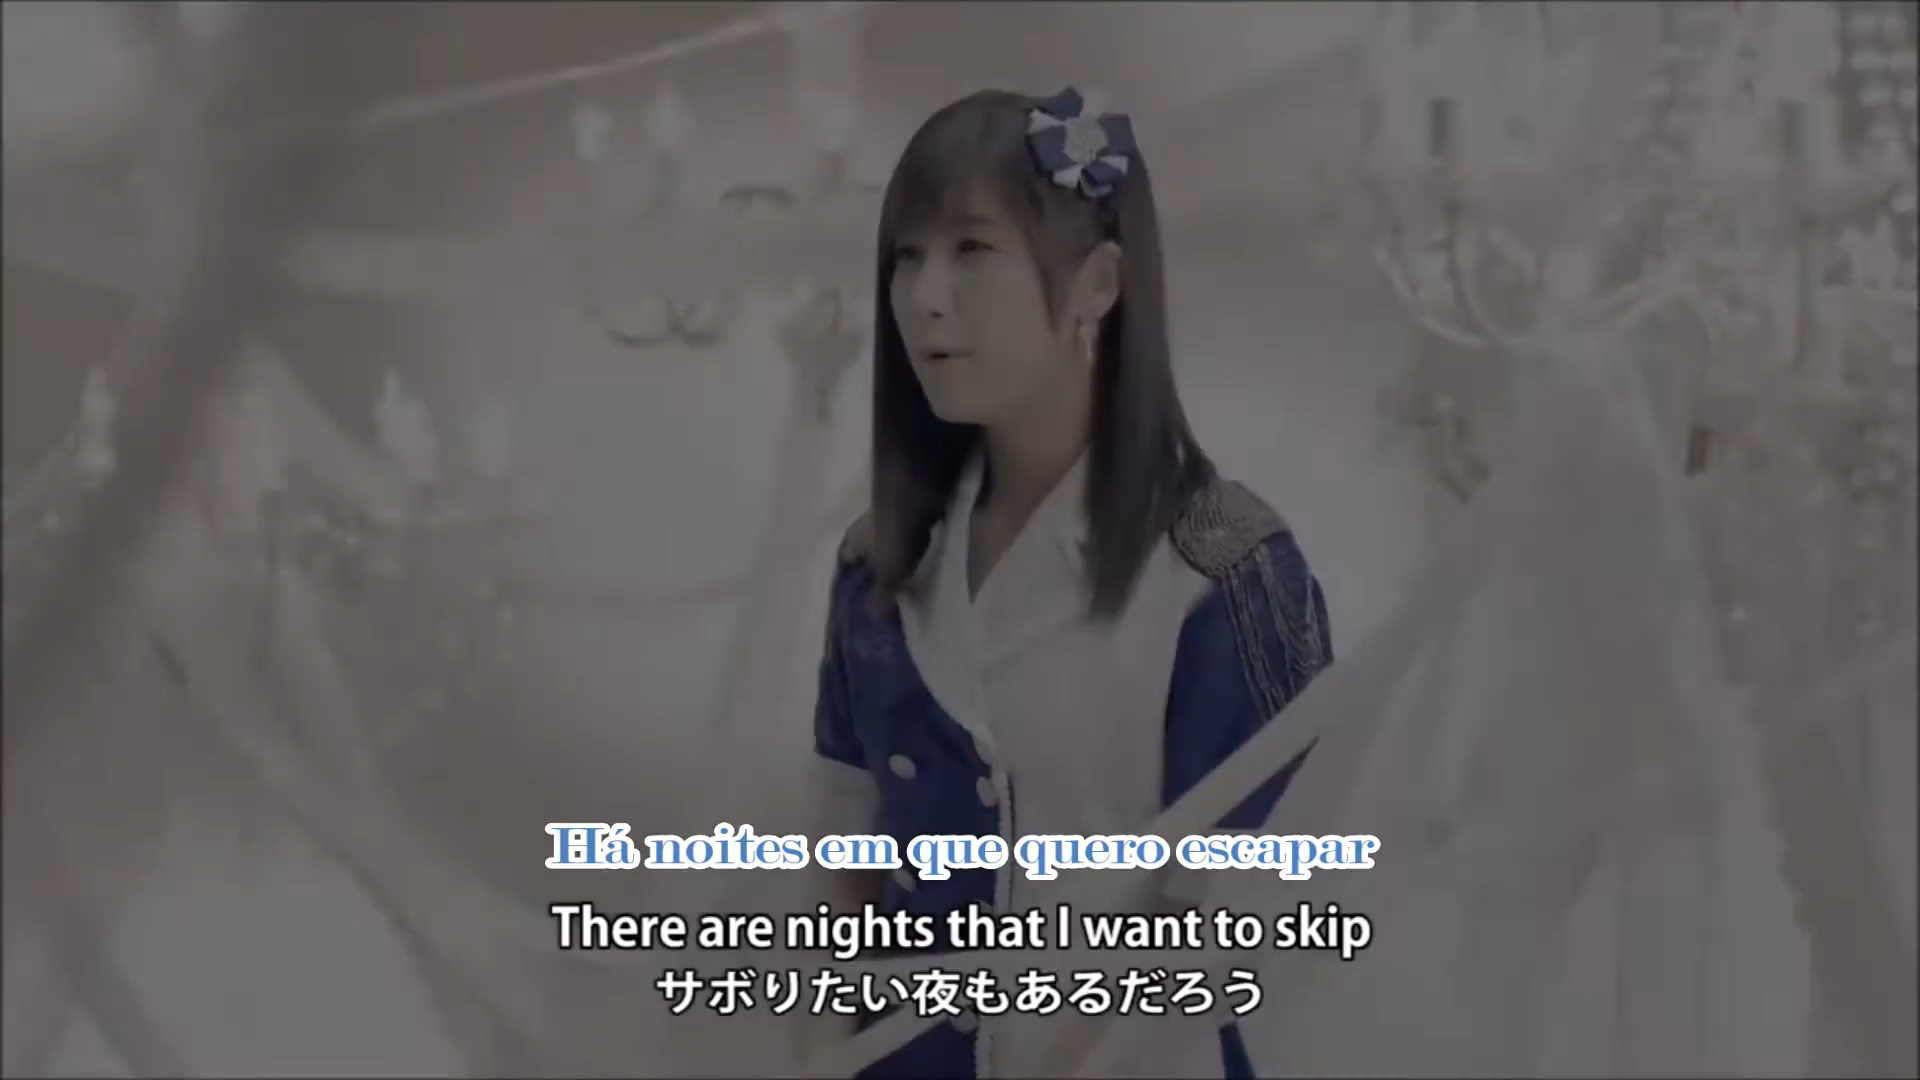 Há noites em que quero escapar
There are nights that I want to skip
サボりたい夜もあるだろう